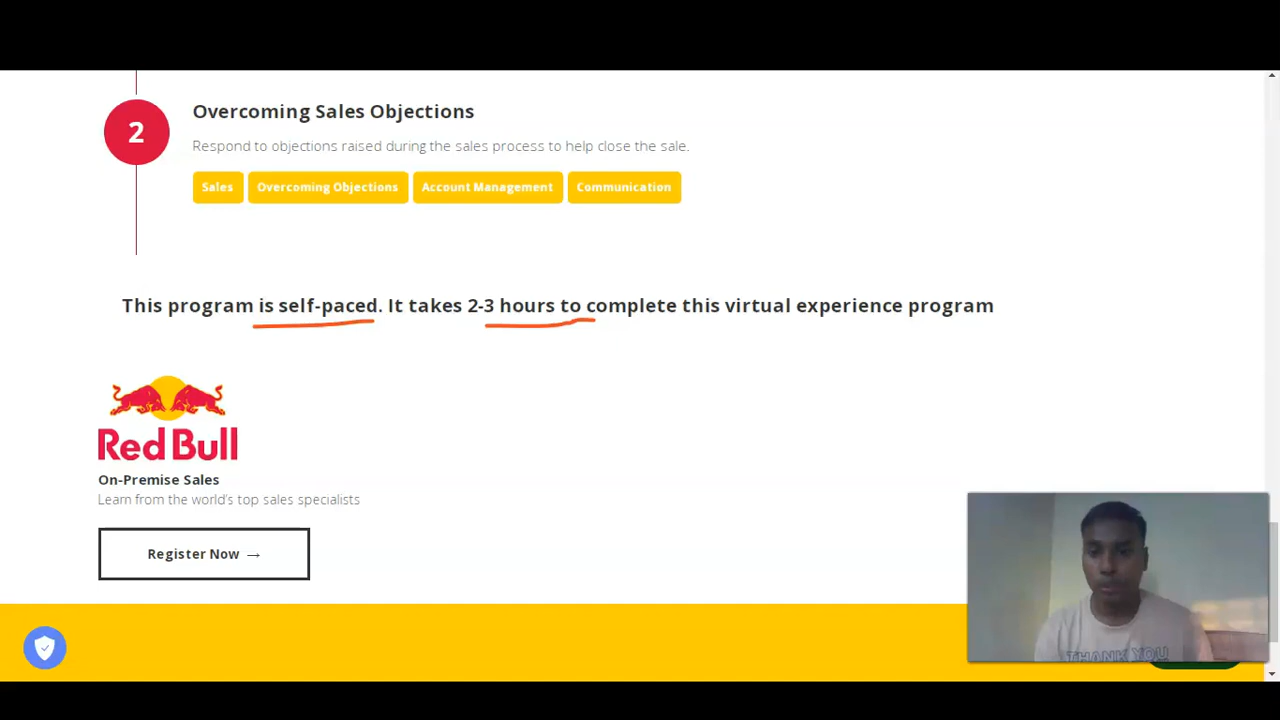 2
Overcoming Sales Objections
Respond to objections raised during the sales process to help close the sale.
Sales Overcoming Objections Account Management Communication
This program is self-paced. It takes 2-3 hours to complete this virtual experience program
Red Bull
On-Premise Sales
Learn from the world's top sales specialists
Register Now →
THANK YOU